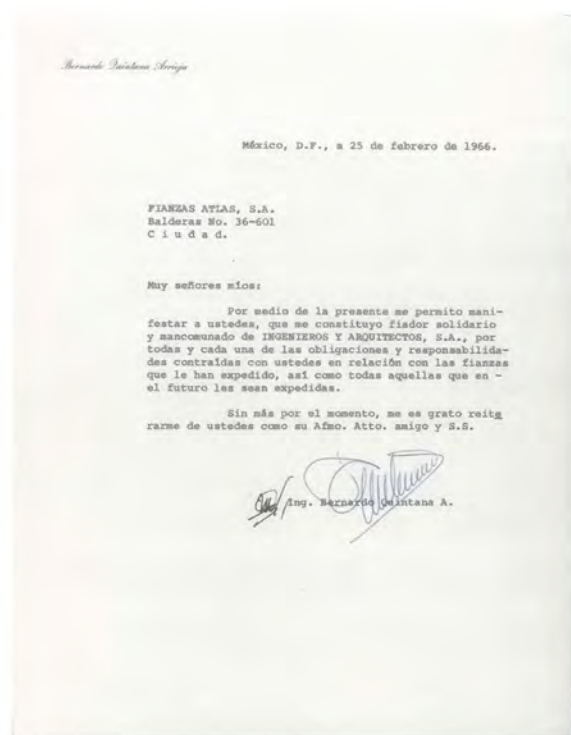 Bernardo Quintana Arrioja
México, D.F., a 25 de febrero de 1966.
FIANZAS ATLAS, S.A.
Balderas No. 36-601
C i u d a d.
Muy señores míos:
Por medio de la presente me permito mani-
festar a ustedes, que me constituyo fiador solidario
y mancomunado de INGENIEROS Y ARQUITECTOS, S.A., por
todas y cada una de las obligaciones y responsabilida-
des contraídas con ustedes en relación con las fianzas
que le han expedido, así como todas aquellas que en -
el futuro les sean expedidas.
Sin más por el momento, me es grato reite
rarme de ustedes como su Afmo. Atto. amigo y S.S.
Ing. Bernardo Quintana A.